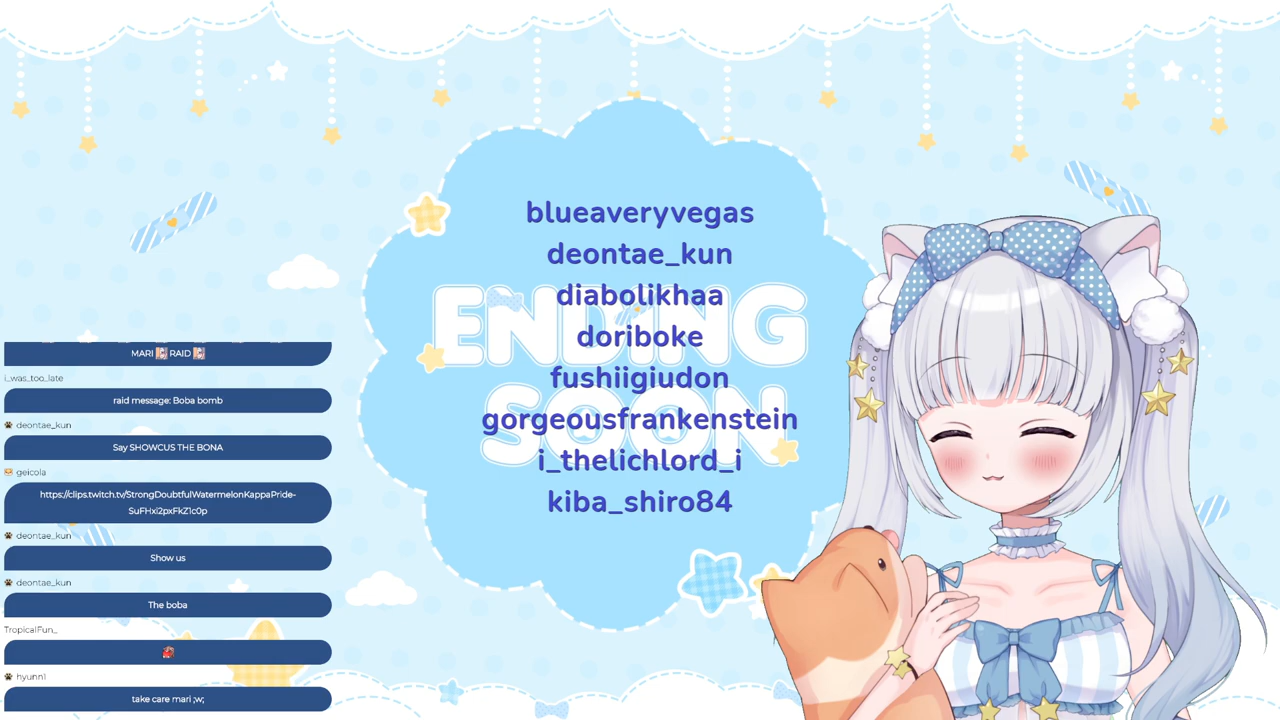 MARI RAID
i_was_too_late
raid message: Boba bomb
deontae_kun
Say SHOWCUS THE BONA
geicola
https://clips.twitch.tv/StrongDoubtfulWatermelonKappaPride-
SuFHxi2pxFkZ1c0p
deontae_kun
Show us
deontae_kun
The boba
TropicalFun_
hyunn1
take care mari ;w;
ENDING
SOON
blueaveryvegas
deontae_kun
diabolikhaa
doriboke
fushiigiudon
gorgeousfrankenstein
i_thelichlord_i
kiba_shiro84